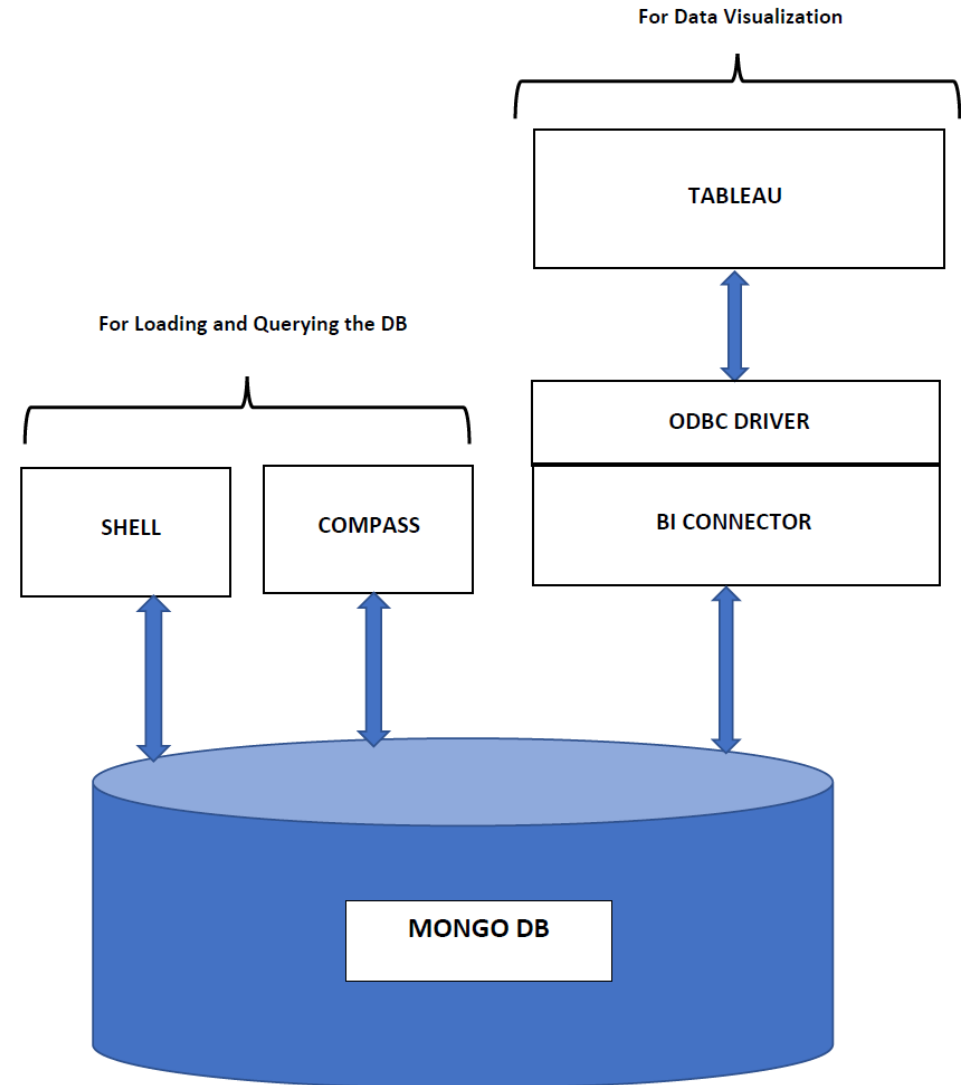 For Data Visualization
TABLEAU
For Loading and Querying the DB
ODBC DRIVER
SHELL
COMPASS
BI CONNECTOR
MONGO DB